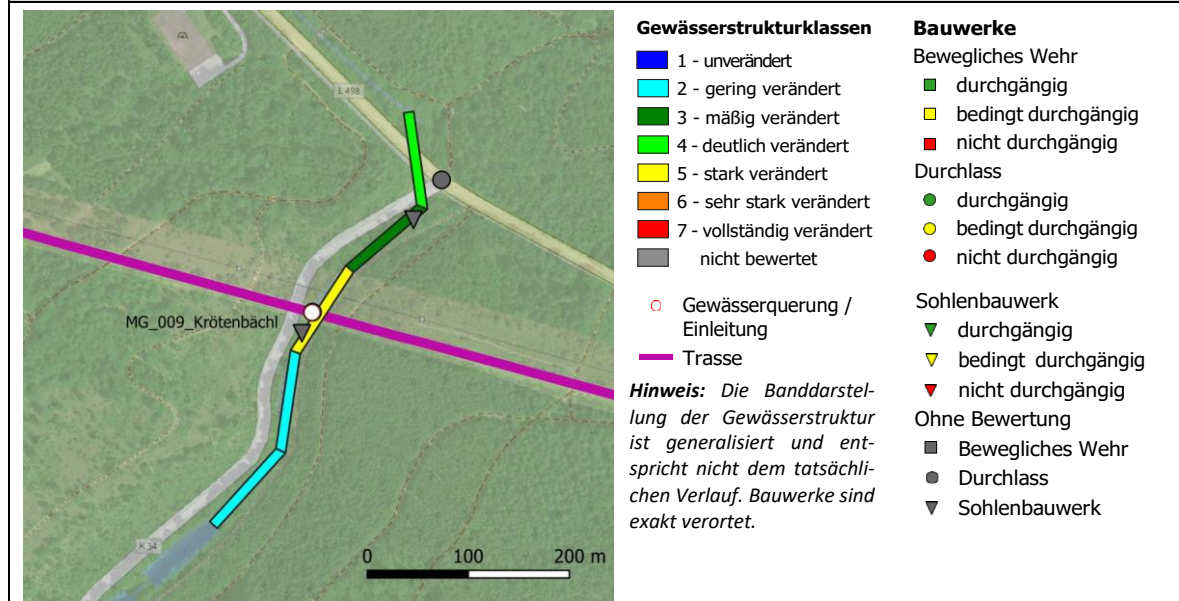 L 498
MG_009_Krötenbächl
K 34
0 100 200 m
Gewässerstrukturklassen
1 - unverändert
2 - gering verändert
3 - mäßig verändert
4 - deutlich verändert
5 - stark verändert
6 - sehr stark verändert
7 - vollständig verändert
nicht bewertet
Gewässerquerung /
Einleitung
Trasse
Hinweis: Die Banddarstel-
lung der Gewässerstruktur
ist generalisiert und ent-
spricht nicht dem tatsächli-
chen Verlauf. Bauwerke sind
exakt verortet.
Bauwerke
Bewegliches Wehr
durchgängig
bedingt durchgängig
nicht durchgängig
Durchlass
durchgängig
bedingt durchgängig
nicht durchgängig
Sohlenbauwerk
durchgängig
bedingt durchgängig
nicht durchgängig
Ohne Bewertung
Bewegliches Wehr
Durchlass
Sohlenbauwerk